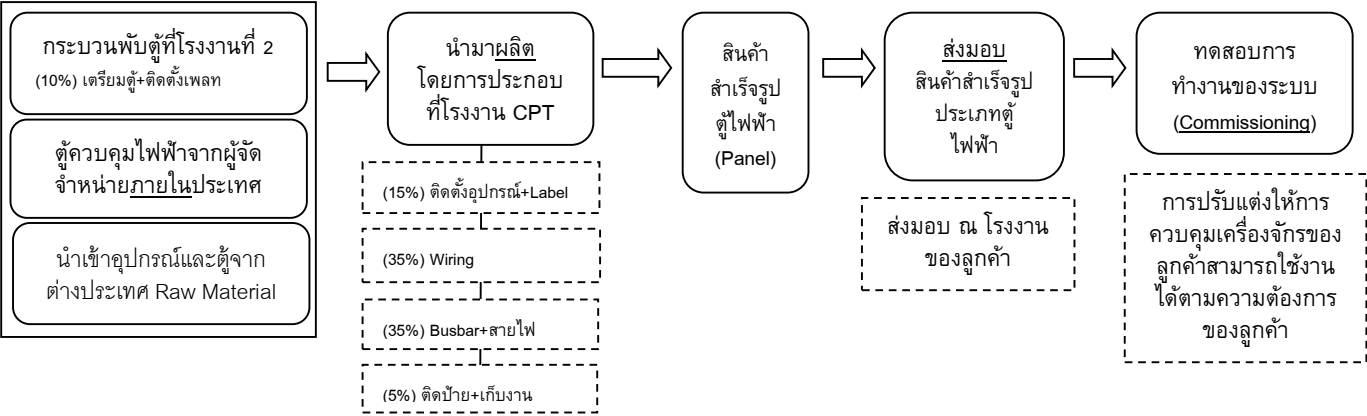 กระบวนพับตู้ที่โรงงานที่ 2
(10%) เตรียมตู้+ติดตั้งเพลท
ตู้ควบคุมไฟฟ้าจากผู้จัด
จำหน่ายภายในประเทศ
นำเข้าอุปกรณ์และตู้จาก
ต่างประเทศ Raw Material
นำมาผลิต
โดยการประกอบ
ที่โรงงาน CPT
(15%) ติดตั้งอุปกรณ์+Label
(35%) Wiring
(35%) Busbar+สายไฟ
(5%) ติดป้าย+เก็บงาน
สินค้า
สำเร็จรูป
ตู้ไฟฟ้า
(Panel)
ส่งมอบ
สินค้าสำเร็จรูป
ประเภทตู้
ไฟฟ้า
ส่งมอบ ณ โรงงาน
ของลูกค้า
ทดสอบการ
ทำงานของระบบ
(Commissioning)
การปรับแต่งให้การ
ควบคุมเครื่องจักรของ
ลูกค้าสามารถใช้งาน
ได้ตามความต้องการ
ของลูกค้า